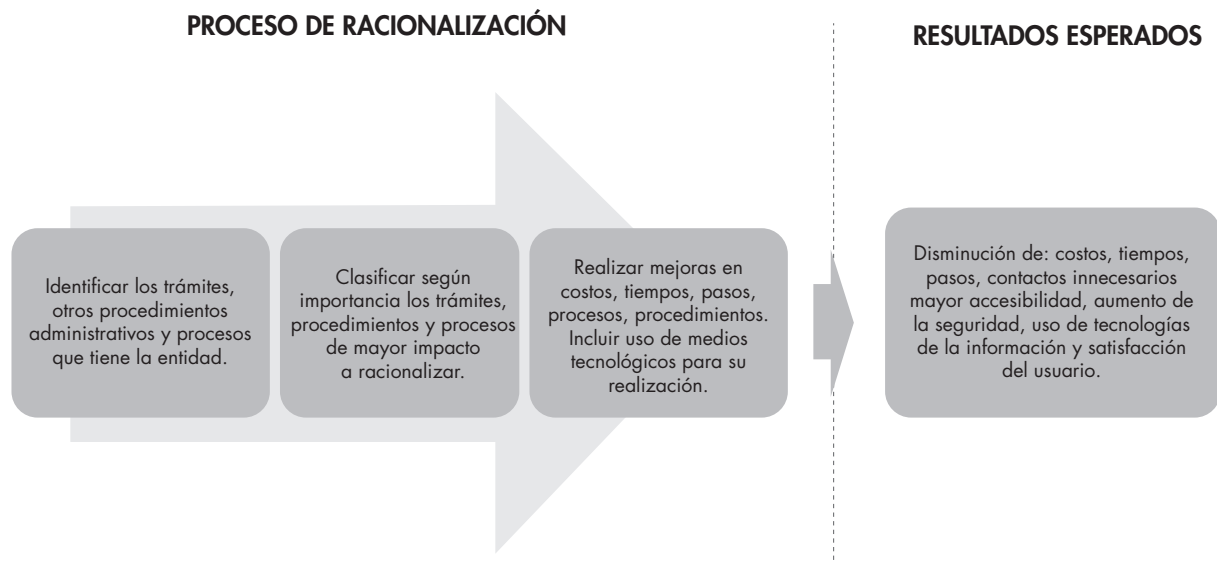 PROCESO DE RACIONALIZACIÓN
RESULTADOS ESPERADOS
Identificar los trámites,
otros procedimientos
administrativos y procesos
que tiene la entidad.
Clasificar según
importancia los trámites,
procedimientos y procesos
de mayor impacto
a racionalizar.
Realizar mejoras en
costos, tiempos, pasos,
procesos, procedimientos.
Incluir uso de medios
tecnológicos para su
realización.
Disminución de: costos, tiempos,
pasos, contactos innecesarios
mayor accesibilidad, aumento de
la seguridad, uso de tecnologías
de la información y satisfacción
del usuario.